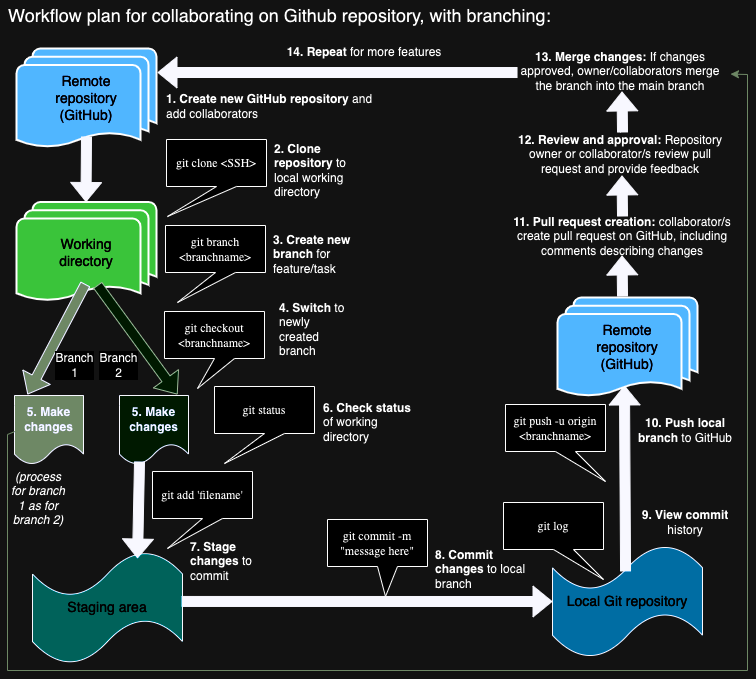 Workflow plan for collaborating on Github repository, with branching:
Remote
repository
(GitHub)
1. Create new GitHub repository and
add collaborators
git clone <SSH>
2. Clone
repository to
local working
directory
Working
directory
git branch
<branchname>
3. Create new
branch for
feature/task
git checkout
<branchname>
4. Switch to
newly
created
branch
Branch
1
Branch
2
5. Make
changes
5. Make
changes
(process
for branch
1 as for
branch 2)
git status
6. Check status
of working
directory
git add 'filename'
7. Stage
changes to
commit
Staging area
git commit -m
"message here"
8. Commit
changes to local
branch
Local Git repository
git log
9. View commit
history
git push -u origin
<branchname>
10. Push local
branch to GitHub
Remote
repository
(GitHub)
11. Pull request creation: collaborator/s
create pull request on GitHub, including
comments describing changes
12. Review and approval: Repository
owner or collaborator/s review pull
request and provide feedback
13. Merge changes: If changes
approved, owner/collaborators merge
the branch into the main branch
14. Repeat for more features